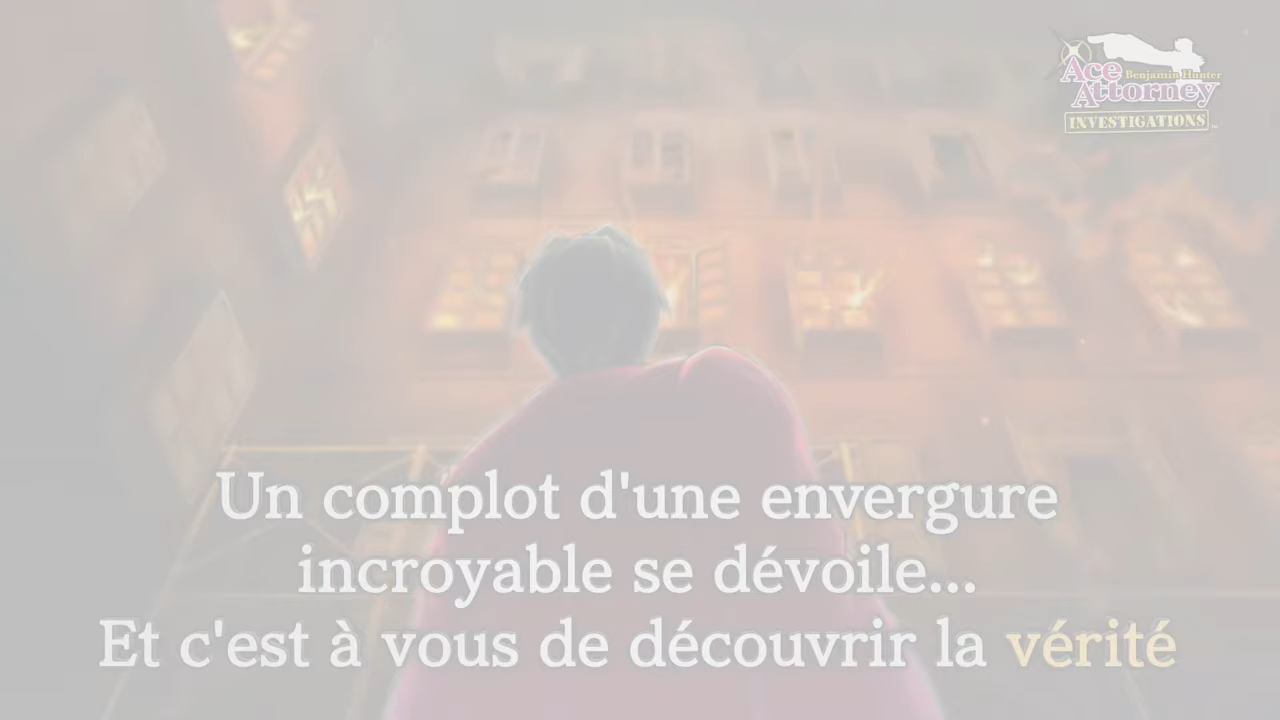 Ace
Benjamin Hunter
Attorney
INVESTIGATIONS
Un complot d'une envergure
incroyable se dévoile...
Et c'est à vous de découvrir la vérité